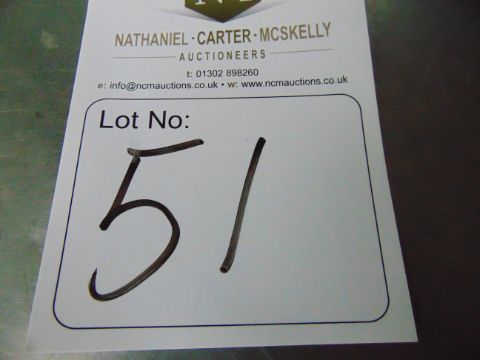 NATHANIEL · CARTER · MCSKELLY
AUCTIONEERS
t: 01302 898260
e: info@ncmauctions.co.uk • w: www.ncmauctions.co.uk
Lot No:
51